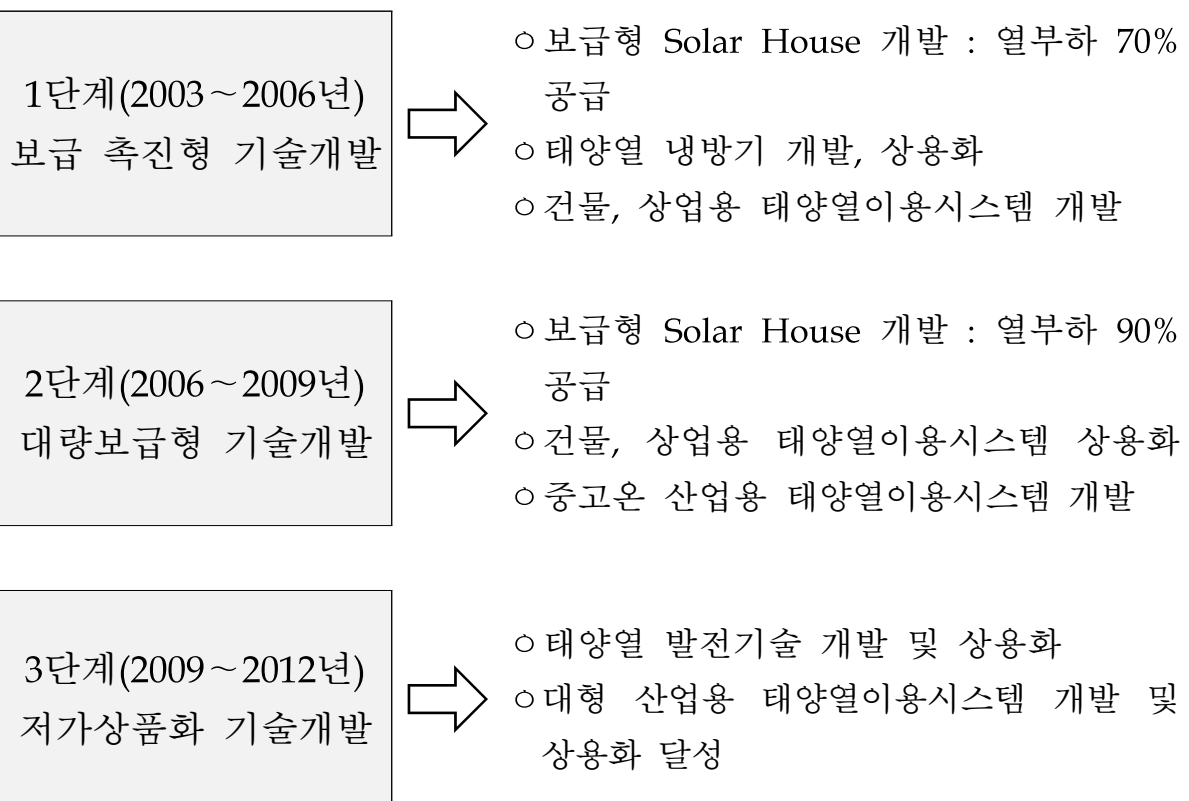 1단계(2003~2006년)
보급 촉진형 기술개발
ㅇ보급형 Solar House 개발 : 열부하 70%
공급
ㅇ태양열 냉방기 개발, 상용화
ㅇ건물, 상업용 태양열이용시스템 개발
2단계(2006~2009년)
대량보급형 기술개발
ㅇ보급형 Solar House 개발 : 열부하 90%
공급
ㅇ건물, 상업용 태양열이용시스템 상용화
ㅇ중고온 산업용 태양열이용시스템 개발
3단계(2009~2012년)
저가상품화 기술개발
ㅇ태양열 발전기술 개발 및 상용화
ㅇ대형 산업용 태양열이용시스템 개발 및
상용화 달성